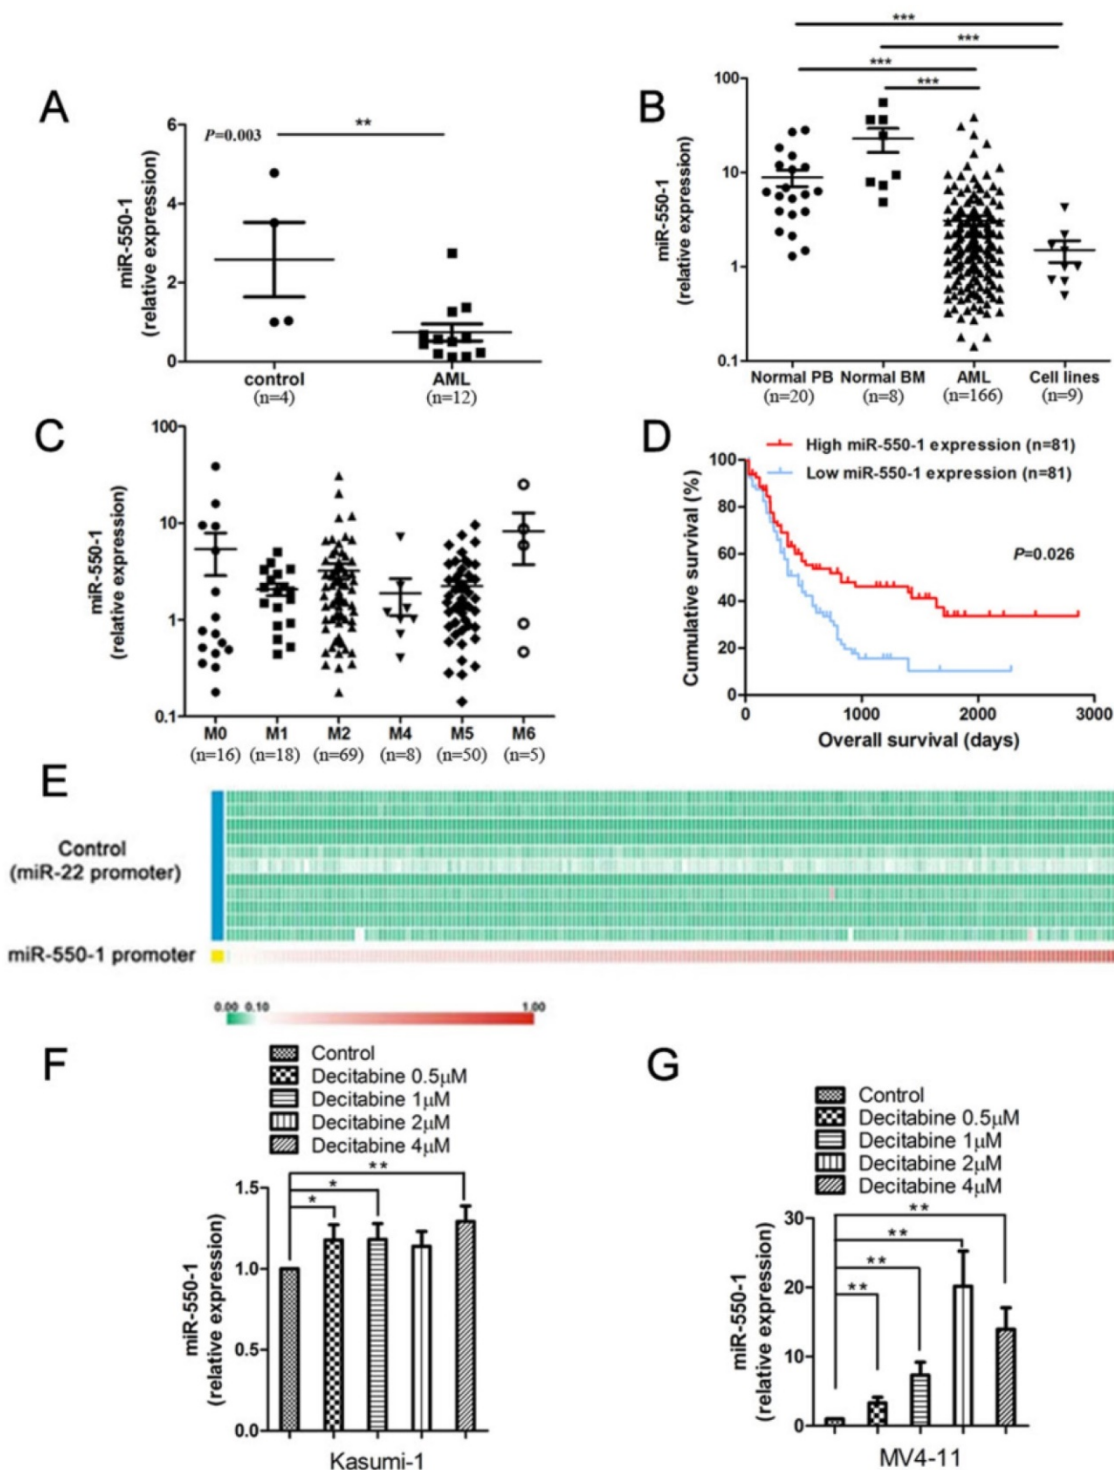 A
P=0.003
**
miR-550-1
(relative expression)
6
4
2
0
control
(n=4)
AML
(n=12)
B
***
***
***
***
miR-550-1
(relative expression)
100
10
1
0.1
Normal PB
(n=20)
Normal BM
(n=8)
AML
(n=166)
Cell lines
(n=9)
C
miR-550-1
(relative expression)
100
10
1
0.1
M0
(n=16)
M1
(n=18)
M2
(n=69)
M4
(n=8)
M5
(n=50)
M6
(n=5)
D
High miR-550-1 expression (n=81)
Low miR-550-1 expression (n=81)
P=0.026
Cumulative survival (%)
100
80
60
40
20
0
0 1000 2000 3000
Overall survival (days)
E
Control
(miR-22 promoter)
miR-550-1 promoter
0.00 0.10 1.00
F
Control
Decitabine 0.5μM
Decitabine 1μM
Decitabine 2μM
Decitabine 4μM
**
*
*
miR-550-1
(relative expression)
1.5
1.0
0.5
0.0
Kasumi-1
G
Control
Decitabine 0.5μM
Decitabine 1μM
Decitabine 2μM
Decitabine 4μM
**
**
**
**
miR-550-1
(relative expression)
30
20
10
0
MV4-11